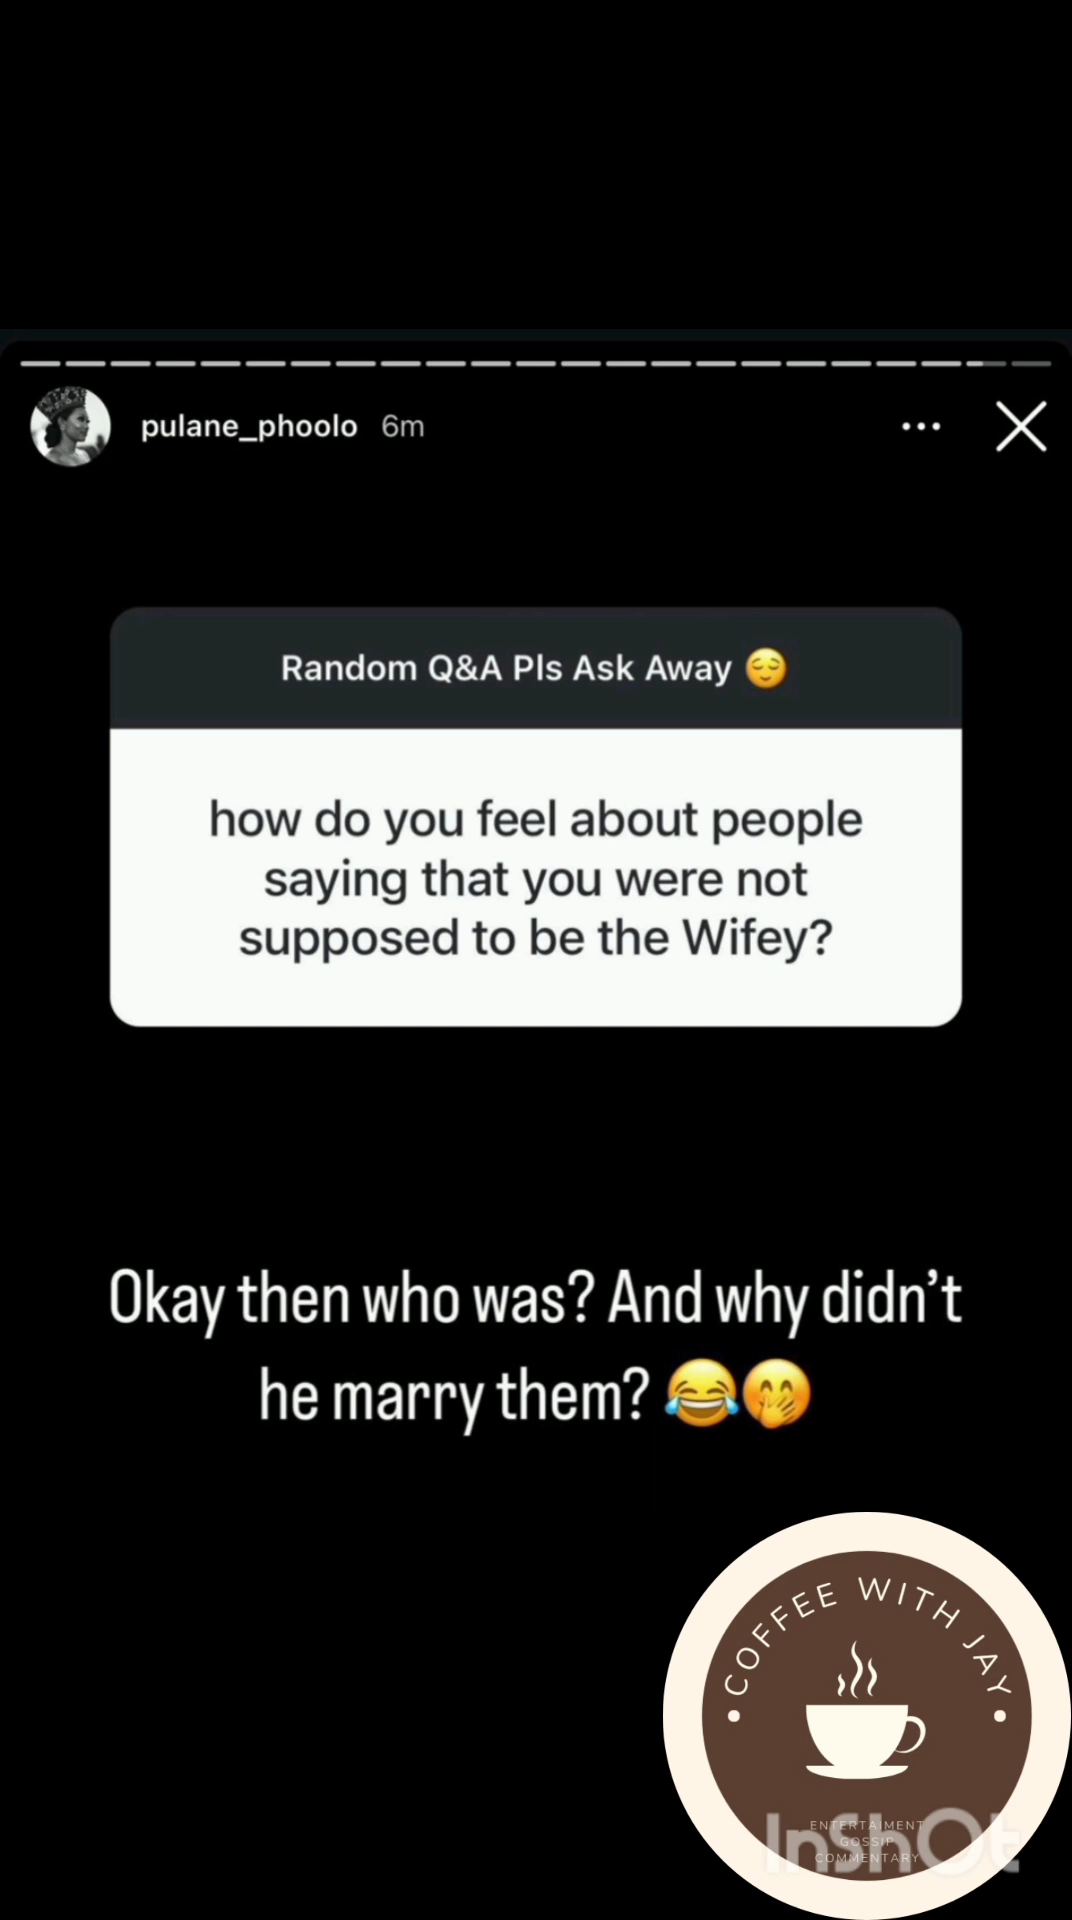 pulane_phoolo 6m
Random Q&A Pls Ask Away 😌
how do you feel about people
saying that you were not
supposed to be the Wifey?
Okay then who was? And why didn’t
he marry them? 😂🤭
COFFEE WITH JAY
ENTERTAIMENT
GOSSIP
COMMENTARY
InShOt